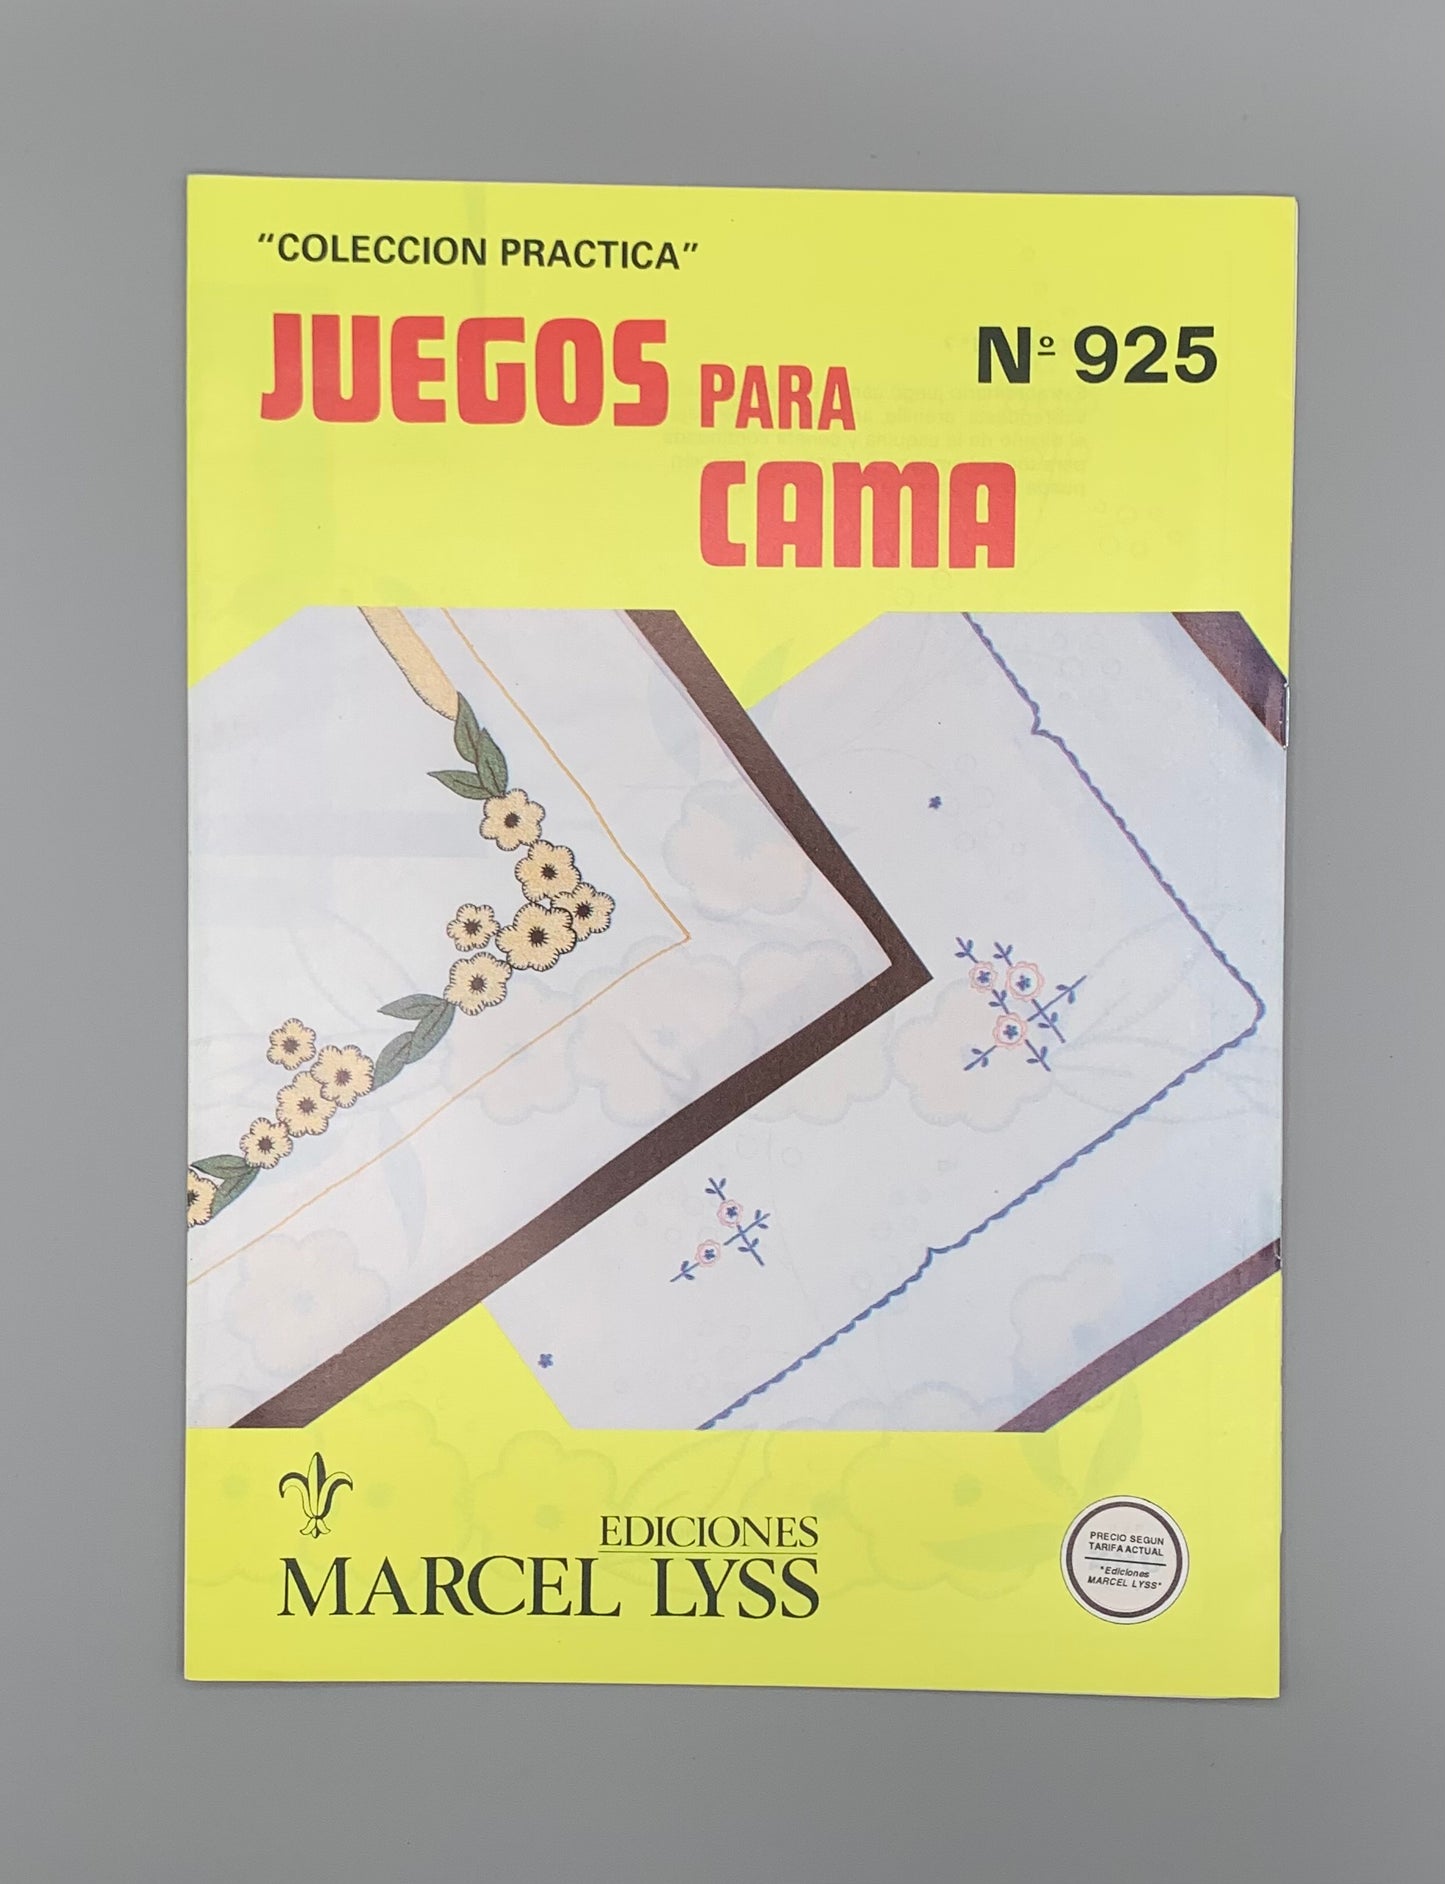 "COLECCION PRACTICA"
JUEGOS PARA
CAMA
Nº 925
EDICIONES
MARCEL LYSS
PRECIO SEGUN
TARIFA ACTUAL
"Ediciones
MARCEL LYSS"